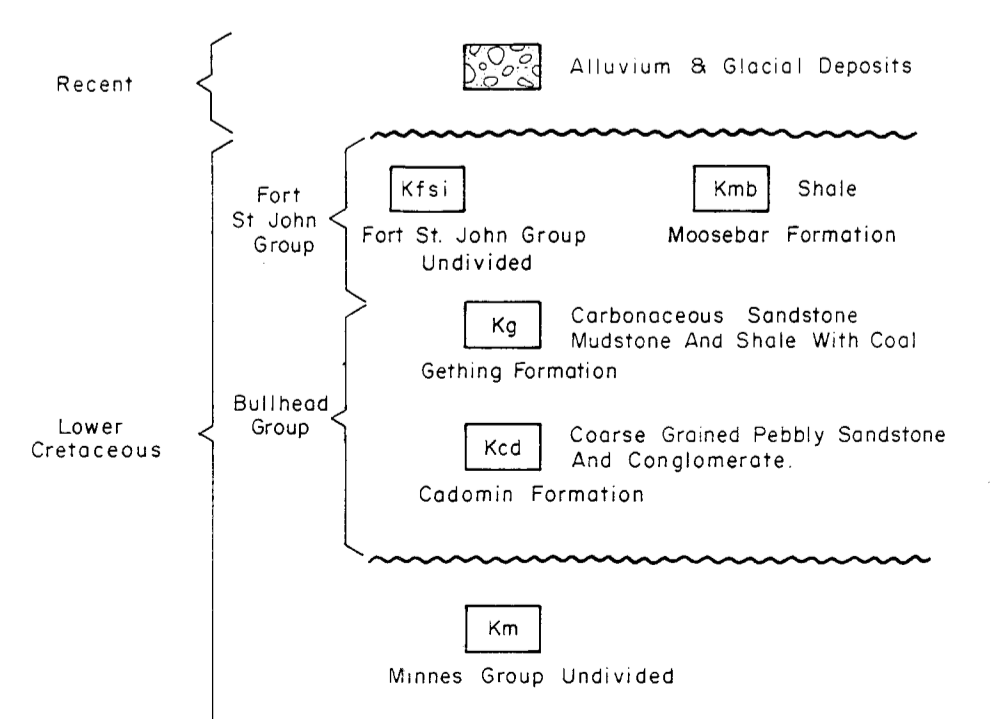 Recent
Alluvium & Glacial Deposits
Fort
St John
Group
Kfsi
Fort St. John Group
Undivided
Kmb
Shale
Moosebar Formation
Lower
Cretaceous
Bullhead
Group
Kg
Carbonaceous Sandstone
Mudstone And Shale With Coal
Gething Formation
Kcd
Coarse Grained Pebbly Sandstone
And Conglomerate.
Cadomin Formation
Km
Minnes Group Undivided